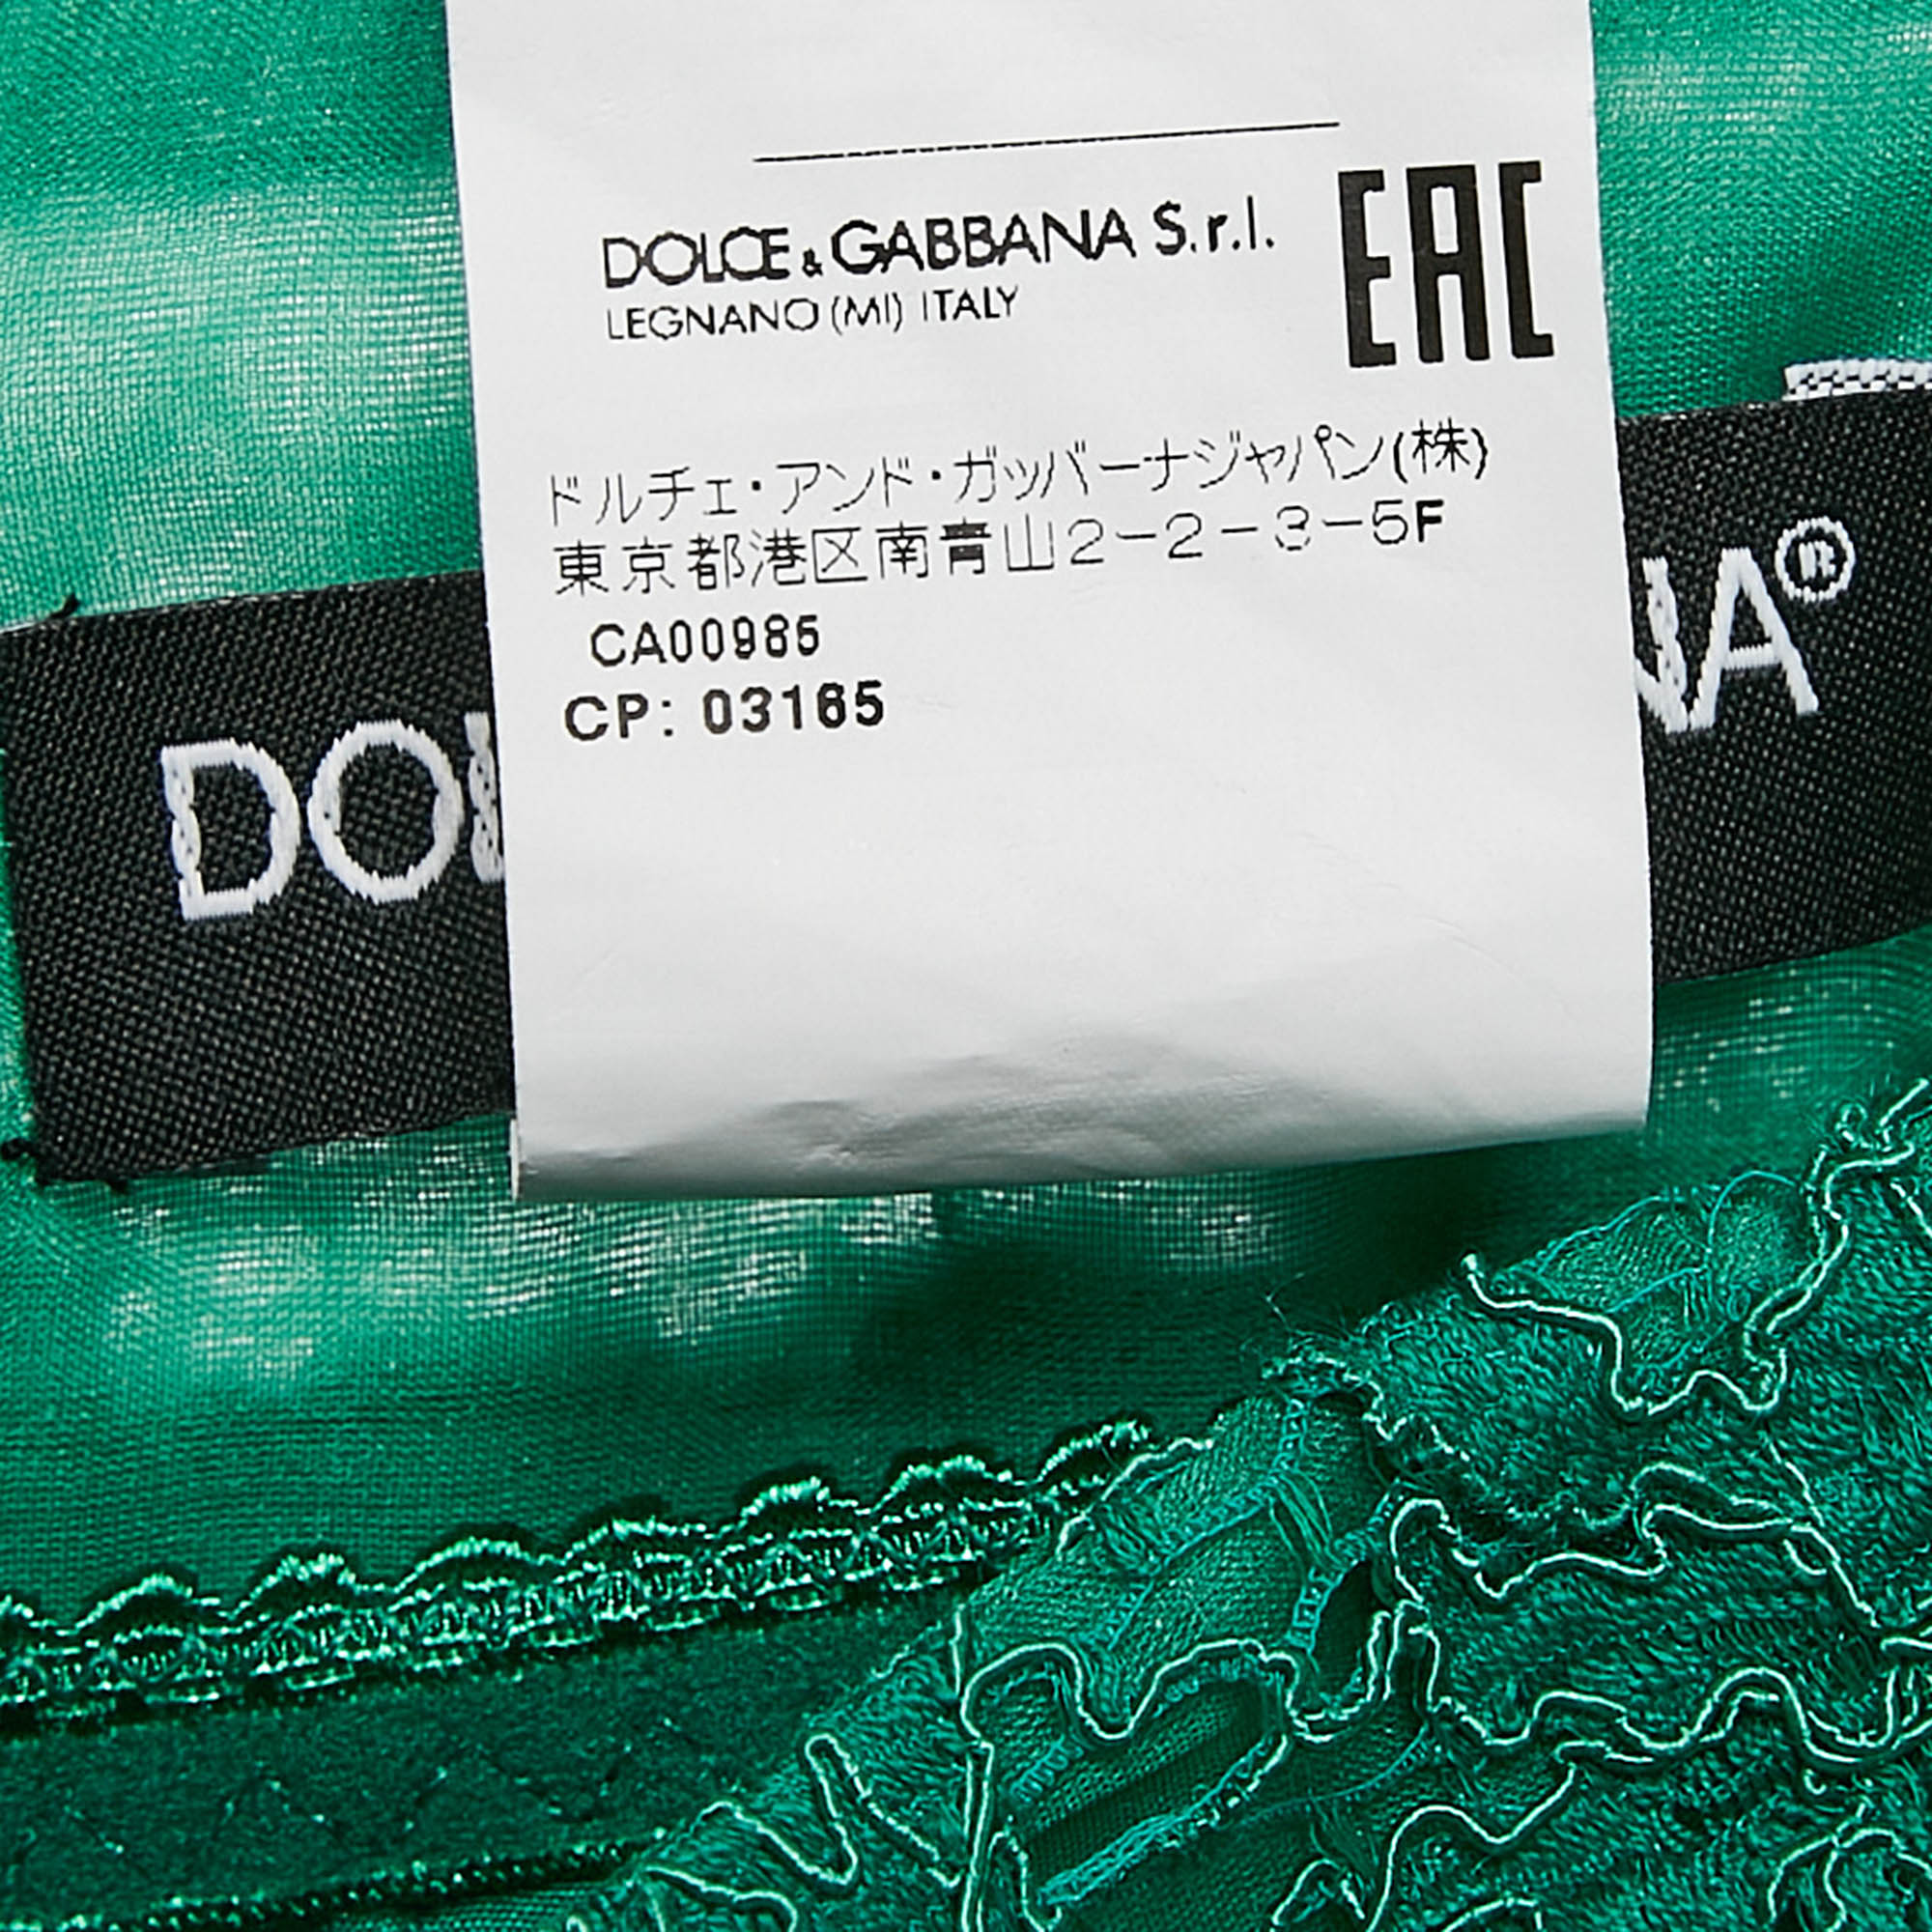 DOLCE & GABBANA S.r.l.
LEGNANO (MI) ITALY
EAC
ドルチェ・アンド・ガッバーナジャパン(株)
東京都港区南青山2-2-3-5F
CA00985
CP: 03165
DOL NA®